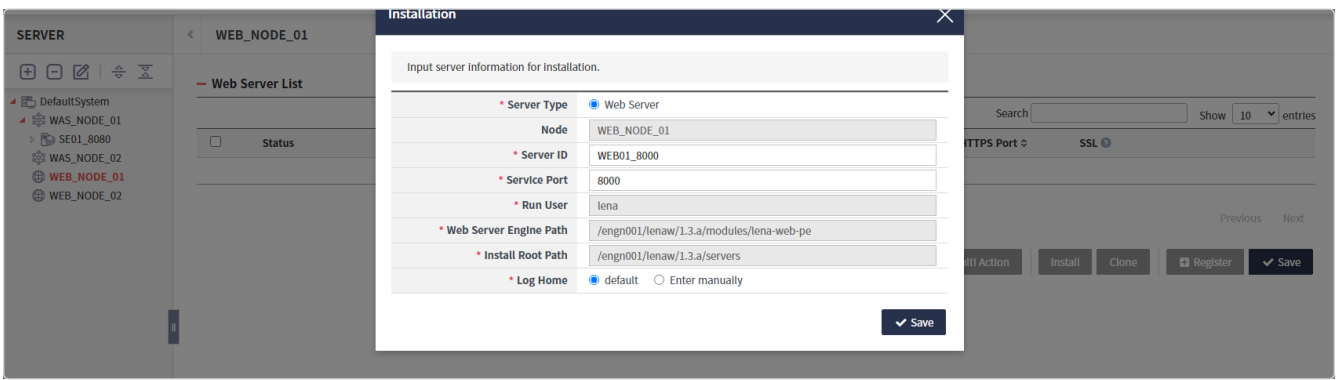 Installation
SERVER
WEB_NODE_01
Input server information for installation.
Web Server List
DefaultSystem
WAS_NODE_01
SE01_8080
WAS_NODE_02
WEB_NODE_01
WEB_NODE_02
* Server Type Web Server
Search Show 10 entries
Node WEB_NODE_01
Status SSL
* Server ID WEB01_8000
* Service Port 8000
* Run User lena
* Web Server Engine Path /engn001/lenaw/1.3.a/modules/lena-web-pe
Previous Next
* Install Root Path /engn001/lenaw/1.3.a/servers
Action Install Clone Register Save
* Log Home default Enter manually
Save